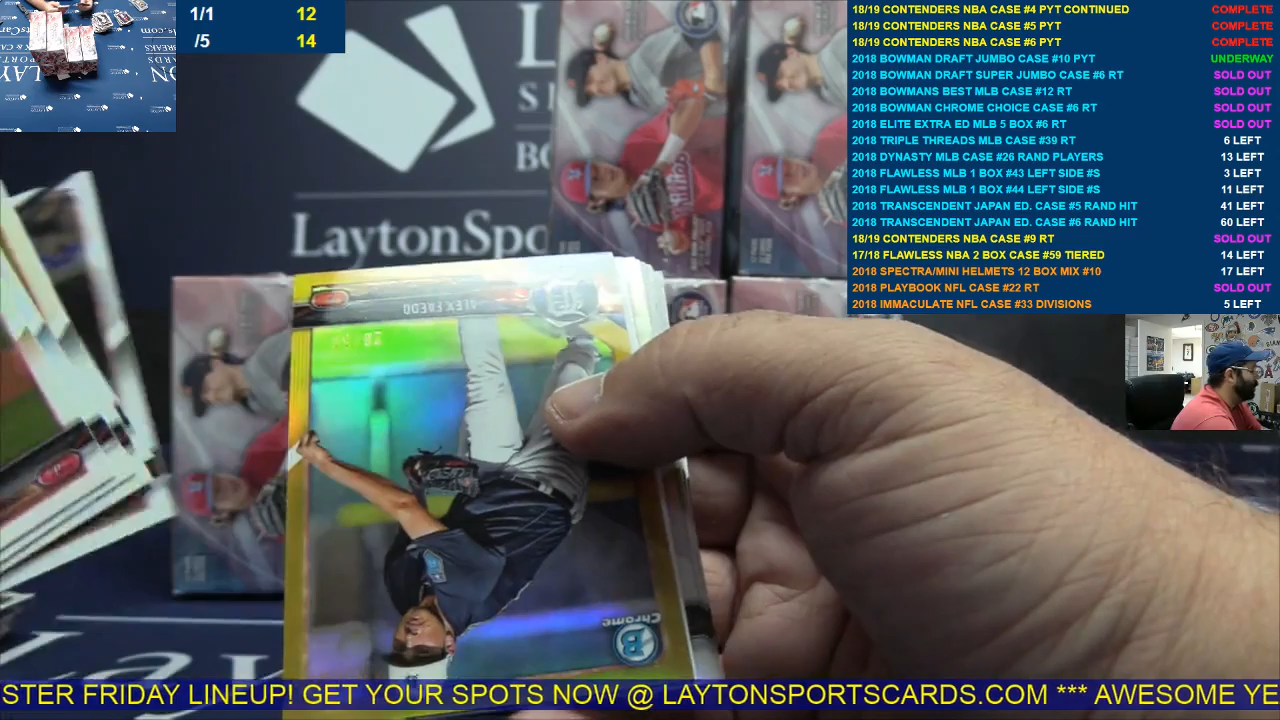 1/1 12
/5 14
18/19 CONTENDERS NBA CASE #4 PYT CONTINUED COMPLETE
18/19 CONTENDERS NBA CASE #5 PYT COMPLETE
18/19 CONTENDERS NBA CASE #6 PYT COMPLETE
2018 BOWMAN DRAFT JUMBO CASE #10 PYT UNDERWAY
2018 BOWMAN DRAFT SUPER JUMBO CASE #6 RT SOLD OUT
2018 BOWMANS BEST MLB CASE #12 RT SOLD OUT
2018 BOWMAN CHROME CHOICE CASE #6 RT SOLD OUT
2018 ELITE EXTRA ED MLB 5 BOX #6 RT SOLD OUT
2018 TRIPLE THREADS MLB CASE #39 RT 6 LEFT
2018 DYNASTY MLB CASE #26 RAND PLAYERS 13 LEFT
2018 FLAWLESS MLB 1 BOX #43 LEFT SIDE #S 3 LEFT
2018 FLAWLESS MLB 1 BOX #44 LEFT SIDE #S 11 LEFT
2018 TRANSCENDENT JAPAN ED. CASE #5 RAND HIT 41 LEFT
2018 TRANSCENDENT JAPAN ED. CASE #6 RAND HIT 60 LEFT
18/19 CONTENDERS NBA CASE #9 RT SOLD OUT
17/18 FLAWLESS NBA 2 BOX CASE #59 TIERED 14 LEFT
2018 SPECTRA/MINI HELMETS 12 BOX MIX #10 17 LEFT
2018 PLAYBOOK NFL CASE #22 RT SOLD OUT
2018 IMMACULATE NFL CASE #33 DIVISIONS 5 LEFT
LaytonSpo
ALEX FAEDO
Chrome
STER FRIDAY LINEUP! GET YOUR SPOTS NOW @ LAYTONSPORTSCARDS.COM *** AWESOME YE